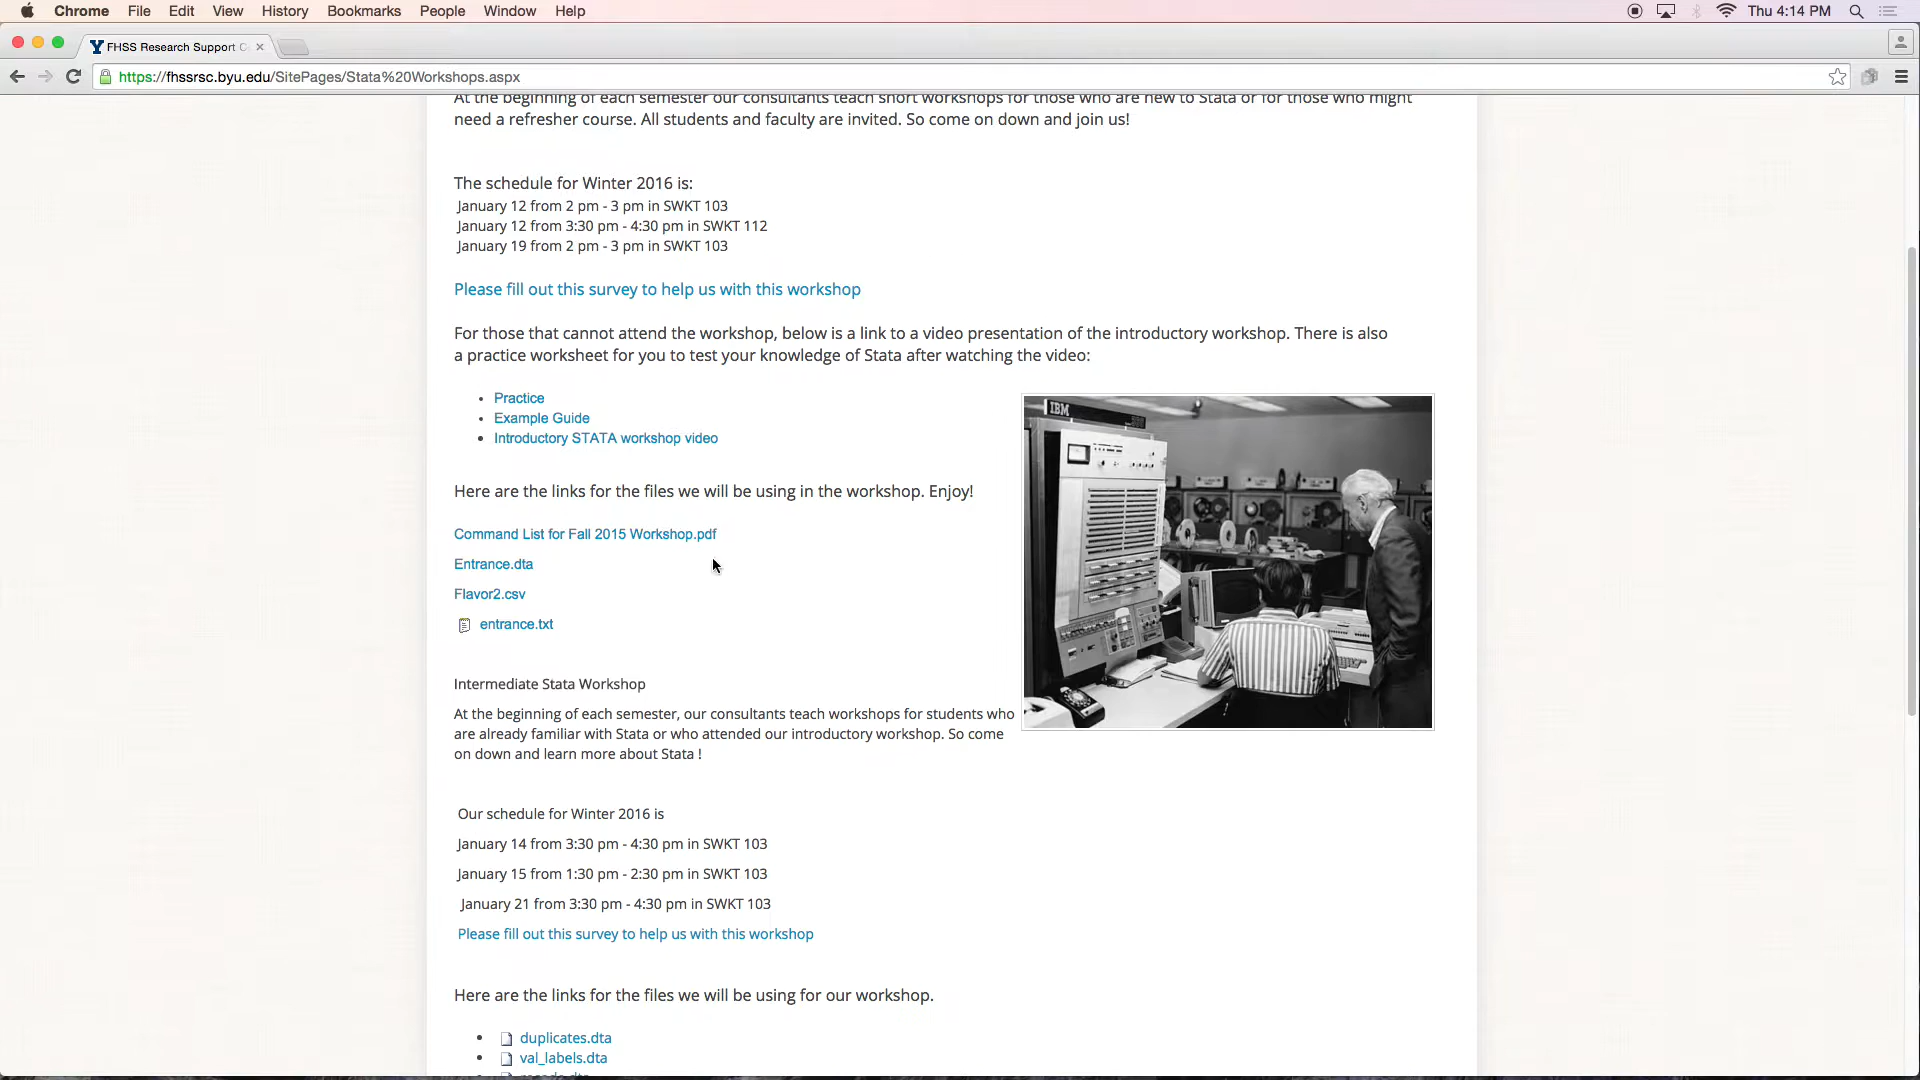 Chrome File Edit View History Bookmarks People Window Help Thu 4:14 PM
FHSS Research Support C
https://fhssrsc.byu.edu/SitePages/Stata%20Workshops.aspx
At the beginning of each semester our consultants teach short workshops for those who are new to Stata or for those who might
need a refresher course. All students and faculty are invited. So come on down and join us!
The schedule for Winter 2016 is:
January 12 from 2 pm - 3 pm in SWKT 103
January 12 from 3:30 pm - 4:30 pm in SWKT 112
January 19 from 2 pm - 3 pm in SWKT 103
Please fill out this survey to help us with this workshop
For those that cannot attend the workshop, below is a link to a video presentation of the introductory workshop. There is also
a practice worksheet for you to test your knowledge of Stata after watching the video:
Practice
Example Guide
Introductory STATA workshop video
IBM
Here are the links for the files we will be using in the workshop. Enjoy!
Command List for Fall 2015 Workshop.pdf
Entrance.dta
Flavor2.csv
entrance.txt
Intermediate Stata Workshop
At the beginning of each semester, our consultants teach workshops for students who
are already familiar with Stata or who attended our introductory workshop. So come
on down and learn more about Stata !
Our schedule for Winter 2016 is
January 14 from 3:30 pm - 4:30 pm in SWKT 103
January 15 from 1:30 pm - 2:30 pm in SWKT 103
January 21 from 3:30 pm - 4:30 pm in SWKT 103
Please fill out this survey to help us with this workshop
Here are the links for the files we will be using for our workshop.
duplicates.dta
val_labels.dta